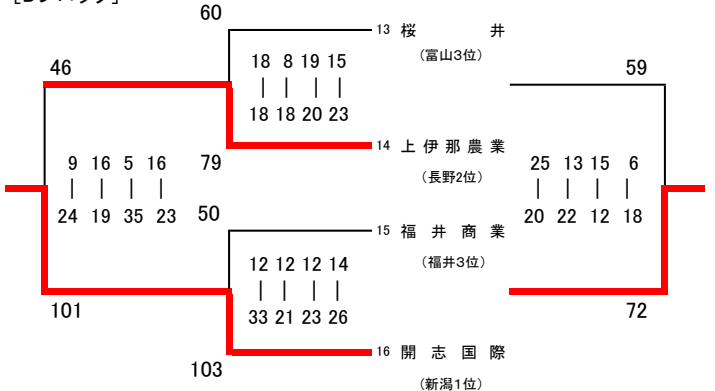 [Bブロック]
60
13 桜井
(富山3位)
18 8 19 15
18 18 20 23
46
59
14 上伊那農業
(長野2位)
79
9 16 5 16
24 19 35 23
25 13 15 6
20 22 12 18
50
15 福井商業
(福井3位)
12 12 12 14
33 21 23 26
101
72
103
16 開志国際
(新潟1位)